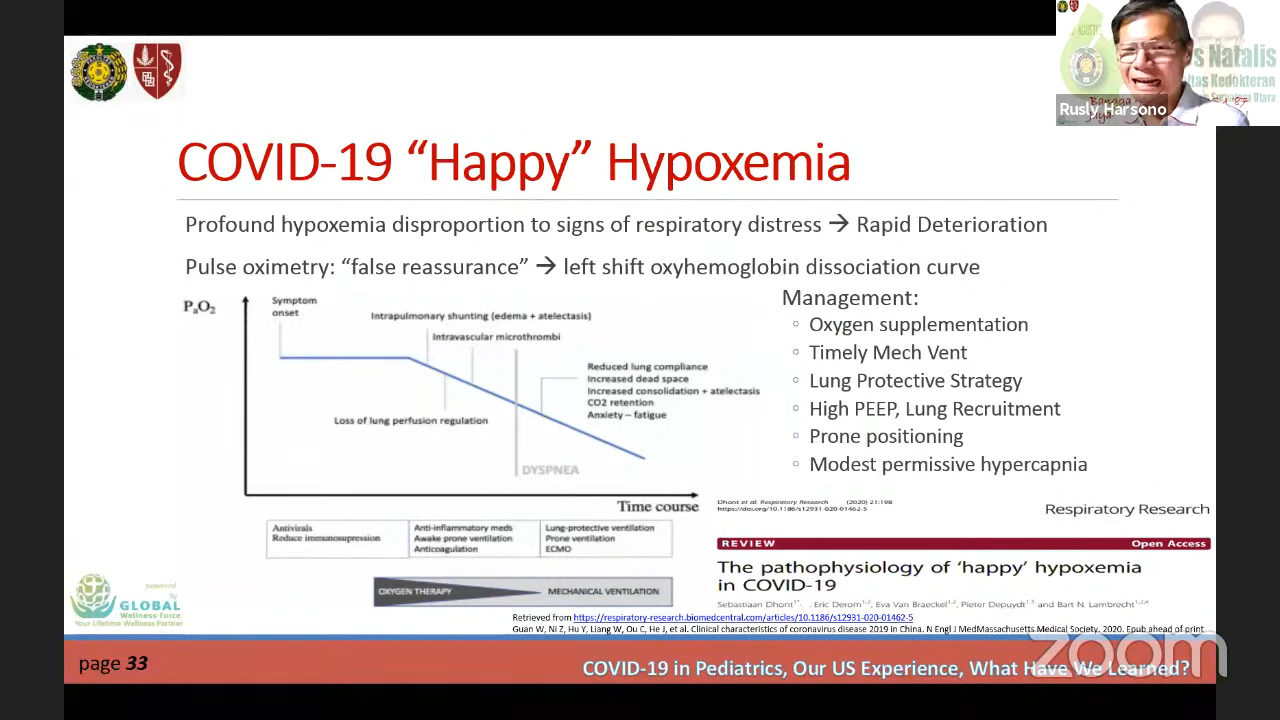 s Natalis
ltas Kedokteran
Rusly Harsono
COVID-19 “Happy” Hypoxemia
Profound hypoxemia disproportion to signs of respiratory distress → Rapid Deterioration
Pulse oximetry: “false reassurance” → left shift oxyhemoglobin dissociation curve
PaO2
Symptom
onset
Intrapulmonary shunting (edema + atelectasis)
Intravascular microthrombi
Loss of lung perfusion regulation
Reduced lung compliance
Increased dead space
Increased consolidation + atelectasis
CO2 retention
Anxiety – fatigue
DYSPNEA
Time course
Antivirals
Reduce immunosupression
Anti-inflammatory meds
Awake prone ventilation
Anticoagulation
Lung-protective ventilation
Prone ventilation
ECMO
OXYGEN THERAPY
MECHANICAL VENTILATION
Management:
◦ Oxygen supplementation
◦ Timely Mech Vent
◦ Lung Protective Strategy
◦ High PEEP, Lung Recruitment
◦ Prone positioning
◦ Modest permissive hypercapnia
Dhont et al. Respiratory Research (2020) 21:198
https://doi.org/10.1186/s12931-020-01462-5
Respiratory Research
REVIEW
Open Access
The pathophysiology of ‘happy’ hypoxemia
in COVID-19
Sebastiaan Dhont, Eric Derom, Eva Van Braeckel, Pieter Depuydt and Bart N. Lambrecht
Retrieved from https://respiratory-research.biomedcentral.com/articles/10.1186/s12931-020-01462-5
Guan W, Ni Z, Hu Y, Liang W, Ou C, He J, et al. Clinical characteristics of coronavirus disease 2019 in China. N Engl J MedMassachusetts Medical Society. 2020. Epub ahead of print
powered
by
GLOBAL
Wellness Force
Your Lifetime Wellness Partner
page 33
COVID-19 in Pediatrics, Our US Experience, What Have We Learned?
zoom